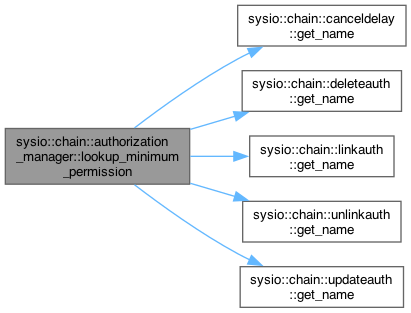 sysio::chain::authorization
_manager::lookup_minimum
_permission
sysio::chain::canceldelay
::get_name
sysio::chain::deleteauth
::get_name
sysio::chain::linkauth
::get_name
sysio::chain::unlinkauth
::get_name
sysio::chain::updateauth
::get_name